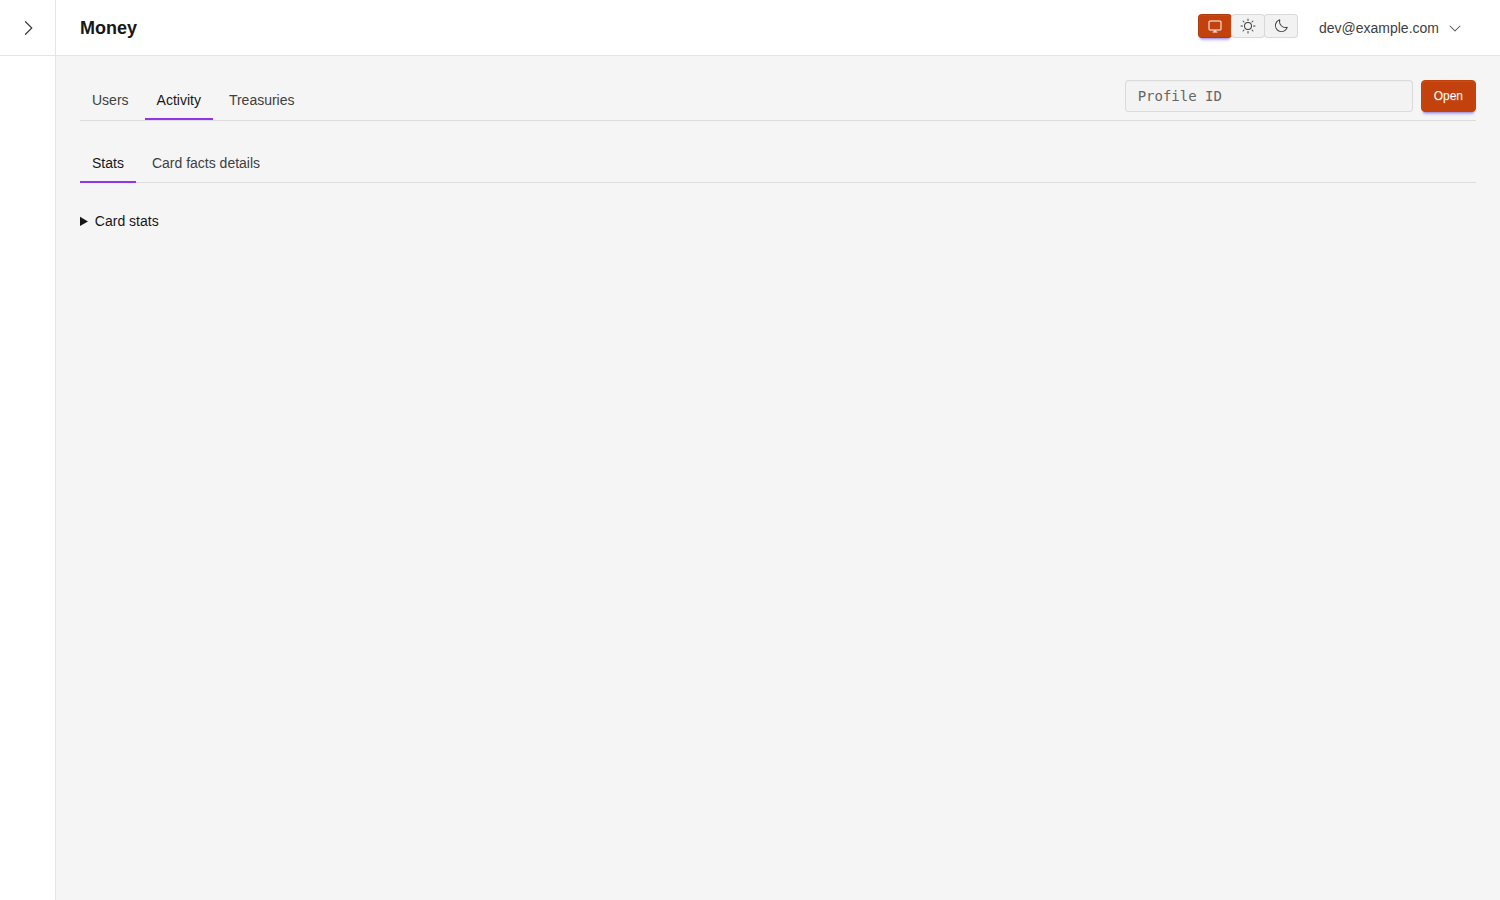 Money
dev@example.com
Users Activity Treasuries
Profile ID
Open
Stats Card facts details
Card stats